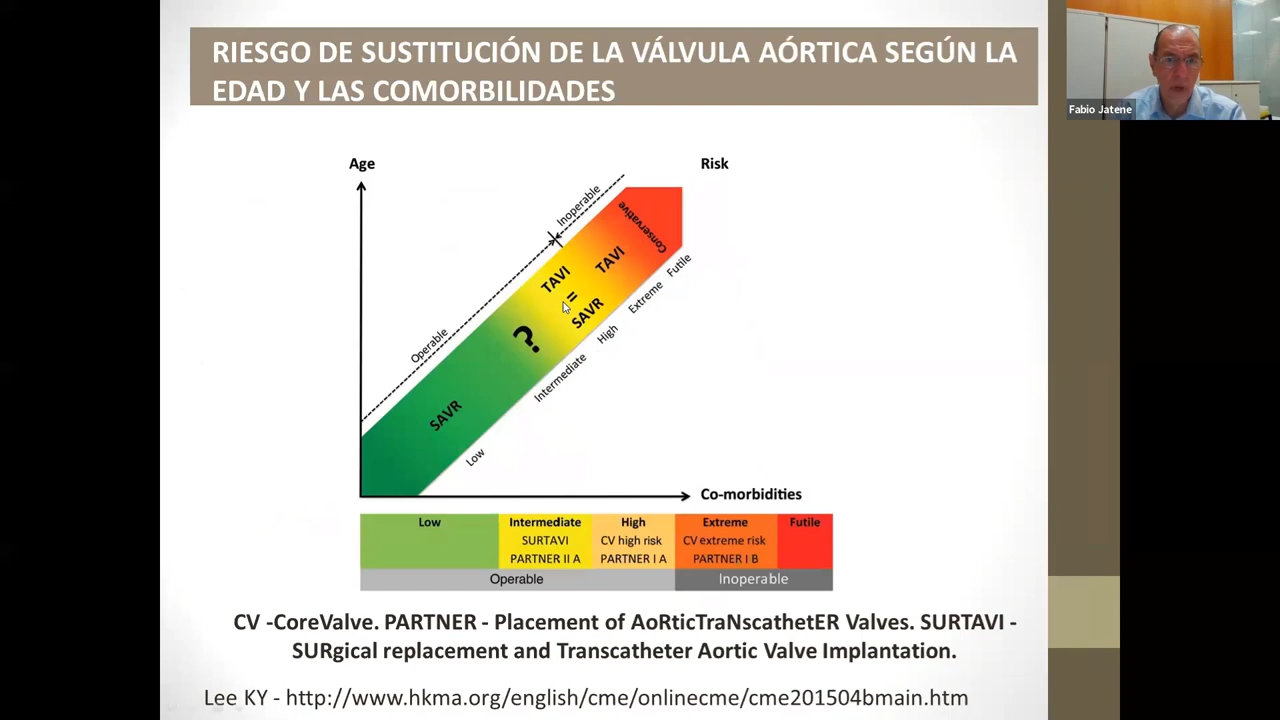 RIESGO DE SUSTITUCIÓN DE LA VÁLVULA AÓRTICA SEGÚN LA
EDAD Y LAS COMORBILIDADES
Fabio Jatene
Age
Risk
Operable
Inoperable
Conservative
TAVI
TAVI
=
SAVR
?
SAVR
Low
Intermediate
High
Extreme
Futile
Co-morbidities
Low
Intermediate
High
Extreme
Futile
SURTAVI
CV high risk
CV extreme risk
PARTNER II A
PARTNER I A
PARTNER I B
Operable
Inoperable
CV -CoreValve. PARTNER - Placement of AoRticTraNscathetER Valves. SURTAVI -
SURgical replacement and Transcatheter Aortic Valve Implantation.
Lee KY - http://www.hkma.org/english/cme/onlinecme/cme201504bmain.htm